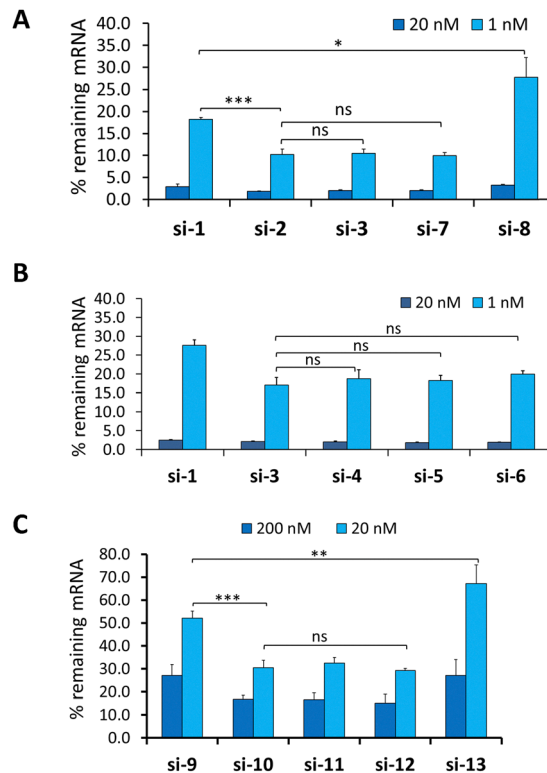 A
20 nM 1 nM
% remaining mRNA
40.0
35.0
30.0
25.0
20.0
15.0
10.0
5.0
0.0
*
***
ns
ns
si-1 si-2 si-3 si-7 si-8
B
20 nM 1 nM
% remaining mRNA
40.0
35.0
30.0
25.0
20.0
15.0
10.0
5.0
0.0
ns
ns
ns
si-1 si-3 si-4 si-5 si-6
C
200 nM 20 nM
% remaining mRNA
80.0
70.0
60.0
50.0
40.0
30.0
20.0
10.0
0.0
**
***
ns
si-9 si-10 si-11 si-12 si-13